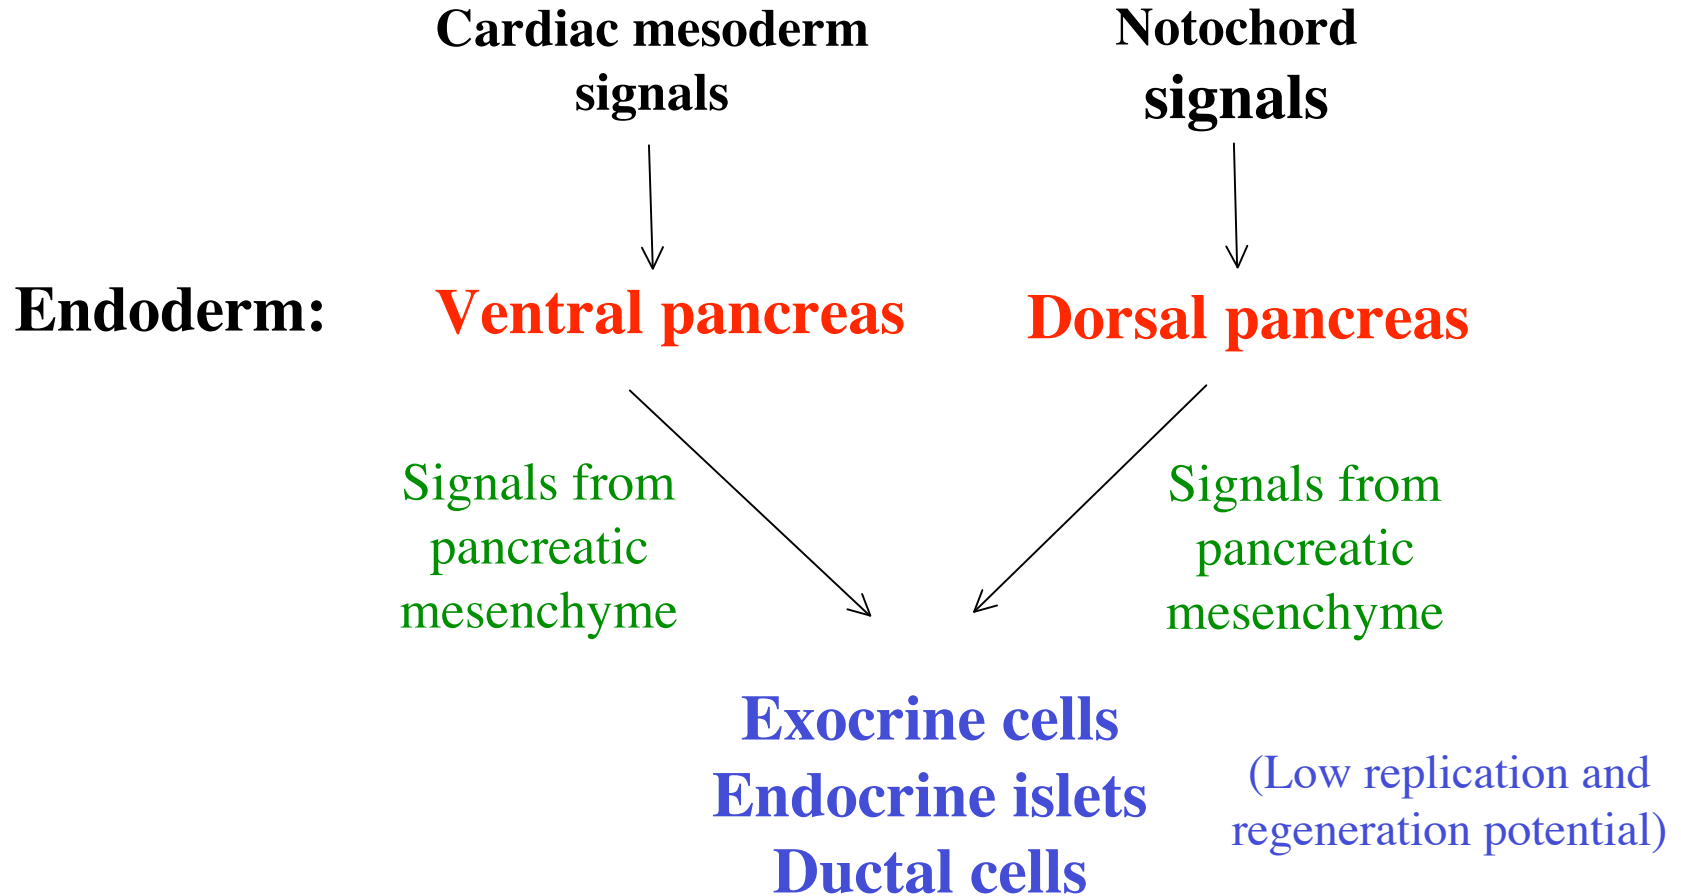 Cardiac mesoderm
signals
Notochord
signals
Endoderm:
Ventral pancreas
Dorsal pancreas
Signals from
pancreatic
mesenchyme
Signals from
pancreatic
mesenchyme
Exocrine cells
Endocrine islets
Ductal cells
(Low replication and
regeneration potential)